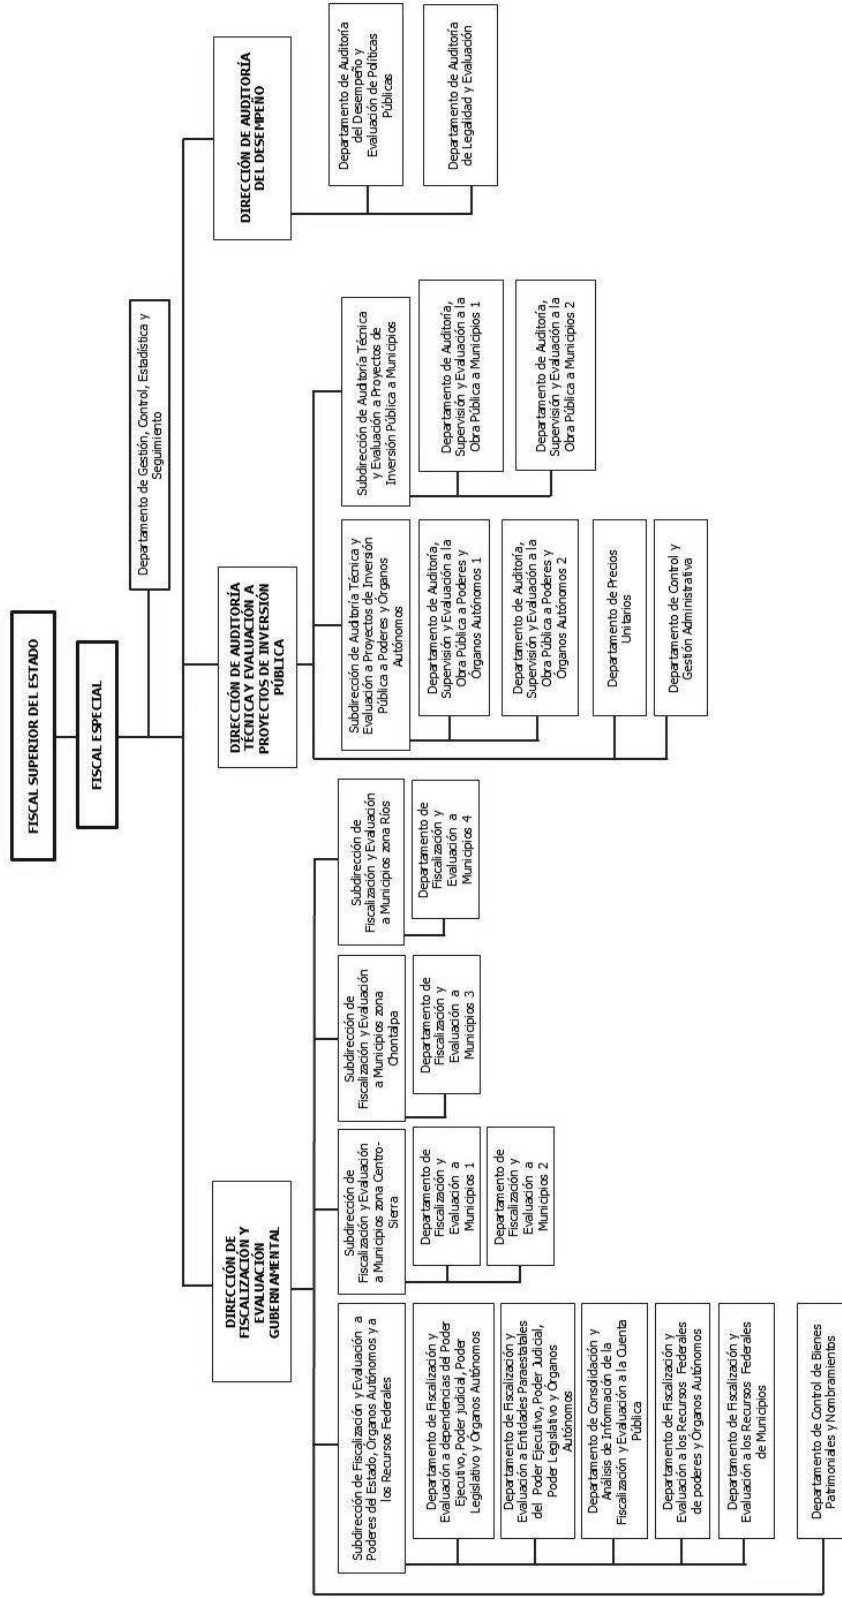 FISCAL SUPERIOR DEL ESTADO
FISCAL ESPECIAL
Departamento de Gestión, Control, Estadística y
Seguimiento
DIRECCIÓN DE
FISCALIZACIÓN Y
EVALUACIÓN
GUBERNAMENTAL
Subdirección de Fiscalización y Evaluación a
Poderes del Estado, Órganos Autónomos y a
los Recursos Federales
Departamento de Fiscalización y
Evaluación a dependencias del Poder
Ejecutivo, Poder judicial, Poder
Legislativo y Órganos Autónomos
Departamento de Fiscalización y
Evaluación a Entidades Paraestatales
del Poder Ejecutivo, Poder Judicial,
Poder Legislativo y Órganos
Autónomos
Departamento de Consolidación y
Análisis de Información de la
Fiscalización y Evaluación a la Cuenta
Pública
Departamento de Fiscalización y
Evaluación a los Recursos Federales
de poderes y Órganos Autónomos
Departamento de Fiscalización y
Evaluación a los Recursos Federales
de Municipios
Departamento de Control de Bienes
Patrimoniales y Nombramientos
Subdirección de
Fiscalización y Evaluación
a Municipios zona Centro-
Sierra
Departamento de
Fiscalización y
Evaluación a
Municipios 1
Departamento de
Fiscalización y
Evaluación a
Municipios 2
Subdirección de
Fiscalización y Evaluación
a Municipios zona
Chontalpa
Departamento de
Fiscalización y
Evaluación a
Municipios 3
Subdirección de
Fiscalización y Evaluación
a Municipios zona Ríos
Departamento de
Fiscalización y
Evaluación a
Municipios 4
DIRECCIÓN DE AUDITORÍA
TÉCNICA Y EVALUACIÓN A
PROYECTOS DE INVERSIÓN
PÚBLICA
Subdirección de Auditoría Técnica y
Evaluación a Proyectos de Inversión
Pública a Poderes y Órganos
Autónomos
Departamento de Auditoría,
Supervisión y Evaluación a la
Obra Pública a Poderes y
Órganos Autónomos 1
Departamento de Auditoría,
Supervisión y Evaluación a la
Obra Pública a Poderes y
Órganos Autónomos 2
Departamento de Precios
Unitarios
Departamento de Control y
Gestión Administrativa
Subdirección de Auditoría Técnica
y Evaluación a Proyectos de
Inversión Pública a Municipios
Departamento de Auditoría,
Supervisión y Evaluación a la
Obra Pública a Municipios 1
Departamento de Auditoría,
Supervisión y Evaluación a la
Obra Pública a Municipios 2
DIRECCIÓN DE AUDITORÍA
DEL DESEMPEÑO
Departamento de Auditoría
del Desempeño y
Evaluación de Políticas
Públicas
Departamento de Auditoría
de Legalidad y Evaluación